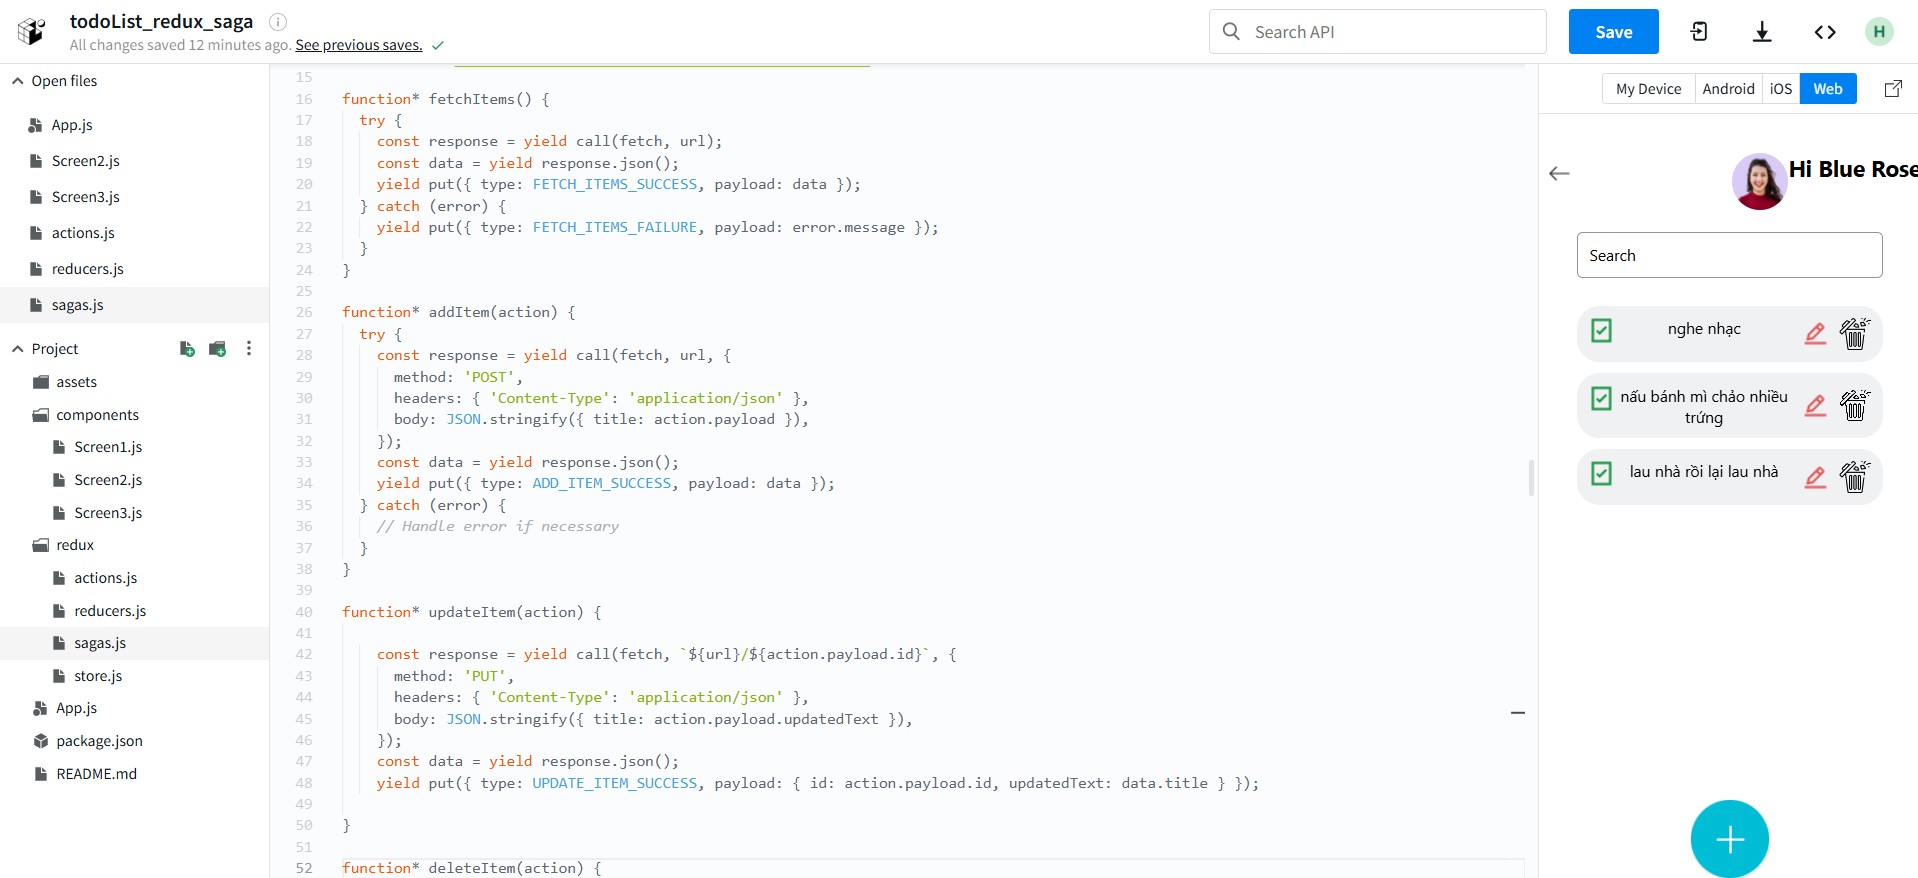 todoList_redux_saga
All changes saved 12 minutes ago. See previous saves.
Search API
Save
H
Open files
App.js
Screen2.js
Screen3.js
actions.js
reducers.js
sagas.js
Project
assets
components
Screen1.js
Screen2.js
Screen3.js
redux
actions.js
reducers.js
sagas.js
store.js
App.js
package.json
README.md
15
16 function* fetchItems() {
17 try {
18 const response = yield call(fetch, url);
19 const data = yield response.json();
20 yield put({ type: FETCH_ITEMS_SUCCESS, payload: data });
21 } catch (error) {
22 yield put({ type: FETCH_ITEMS_FAILURE, payload: error.message });
23 }
24 }
25
26 function* addItem(action) {
27 try {
28 const response = yield call(fetch, url, {
29 method: 'POST',
30 headers: { 'Content-Type': 'application/json' },
31 body: JSON.stringify({ title: action.payload }),
32 });
33 const data = yield response.json();
34 yield put({ type: ADD_ITEM_SUCCESS, payload: data });
35 } catch (error) {
36 // Handle error if necessary
37 }
38 }
39
40 function* updateItem(action) {
41
42 const response = yield call(fetch, `${url}/${action.payload.id}`, {
43 method: 'PUT',
44 headers: { 'Content-Type': 'application/json' },
45 body: JSON.stringify({ title: action.payload.updatedText }),
46 });
47 const data = yield response.json();
48 yield put({ type: UPDATE_ITEM_SUCCESS, payload: { id: action.payload.id, updatedText: data.title } });
49
50 }
51
52 function* deleteItem(action) {
My Device Android iOS Web
Hi Blue Rose
Search
nghe nhạc
nấu bánh mì chảo nhiều
trứng
lau nhà rồi lại lau nhà